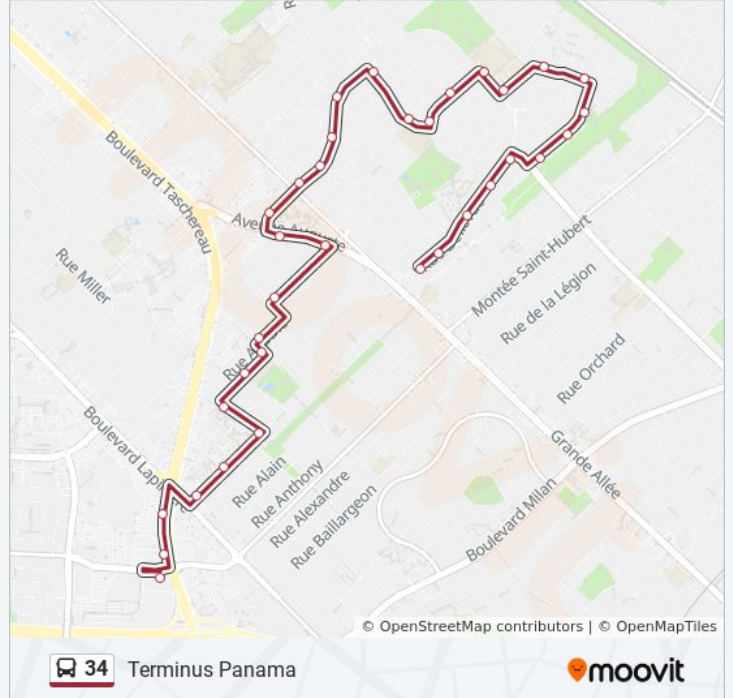 Boulevard Taschereau
Rue Miller
Montée Saint-Hubert
Rue de la Légion
Rue Orchard
Boulevard
Rue Alain
Rue Anthony
Rue Alexandre
Rue Baillargeon
Grande Allée
Boulevard Milan
© OpenStreetMap contributors | © OpenMapTiles
34 Terminus Panama
moovit